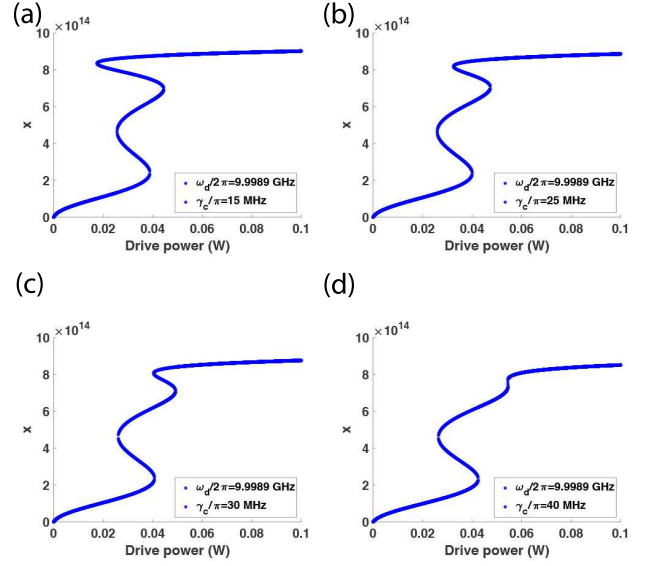 (a)
×10^14
10
8
6
4
2
0
x
0 0.02 0.04 0.06 0.08 0.1
Drive power (W)
ω_d/2π=9.9989 GHz
γ_c/π=15 MHz
(b)
×10^14
10
8
6
4
2
0
x
0 0.02 0.04 0.06 0.08 0.1
Drive power (W)
ω_d/2π=9.9989 GHz
γ_c/π=25 MHz
(c)
×10^14
10
8
6
4
2
0
x
0 0.02 0.04 0.06 0.08 0.1
Drive power (W)
ω_d/2π=9.9989 GHz
γ_c/π=30 MHz
(d)
×10^14
10
8
6
4
2
0
x
0 0.02 0.04 0.06 0.08 0.1
Drive power (W)
ω_d/2π=9.9989 GHz
γ_c/π=40 MHz